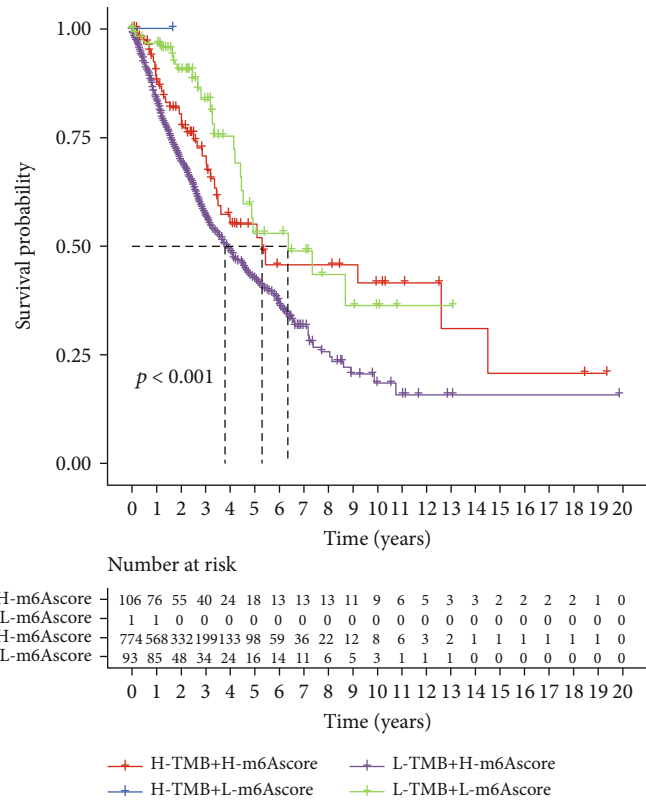 1.00
0.75
0.50
0.25
0.00
Survival probability
p < 0.001
0 1 2 3 4 5 6 7 8 9 10 11 12 13 14 15 16 17 18 19 20
Time (years)
Number at risk
H-m6Ascore 106 76 55 40 24 18 13 13 13 11 9 6 5 3 3 2 2 2 2 1 0
L-m6Ascore 1 1 0 0 0 0 0 0 0 0 0 0 0 0 0 0 0 0 0 0 0
H-m6Ascore 774 568 332 199 133 98 59 36 22 12 8 6 3 2 1 1 1 1 1 1 0
L-m6Ascore 93 85 48 34 24 16 14 11 6 5 3 1 1 1 0 0 0 0 0 0 0
0 1 2 3 4 5 6 7 8 9 10 11 12 13 14 15 16 17 18 19 20
Time (years)
H-TMB+H-m6Ascore L-TMB+H-m6Ascore
H-TMB+L-m6Ascore L-TMB+L-m6Ascore